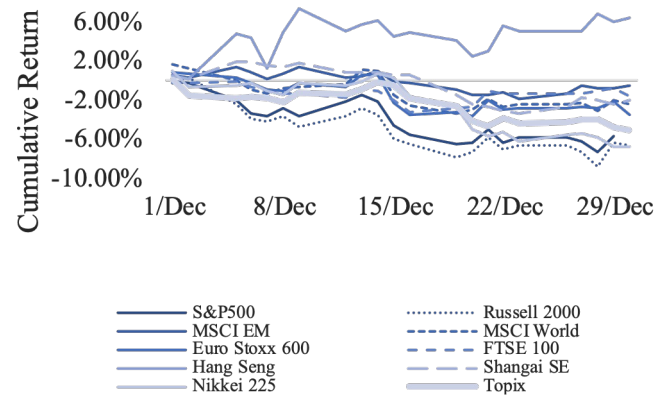 Cumulative Return
6.00%
2.00%
-2.00%
-6.00%
-10.00%
1/Dec 8/Dec 15/Dec 22/Dec 29/Dec
S&P500 Russell 2000
MSCI EM MSCI World
Euro Stoxx 600 FTSE 100
Hang Seng Shangai SE
Nikkei 225 Topix